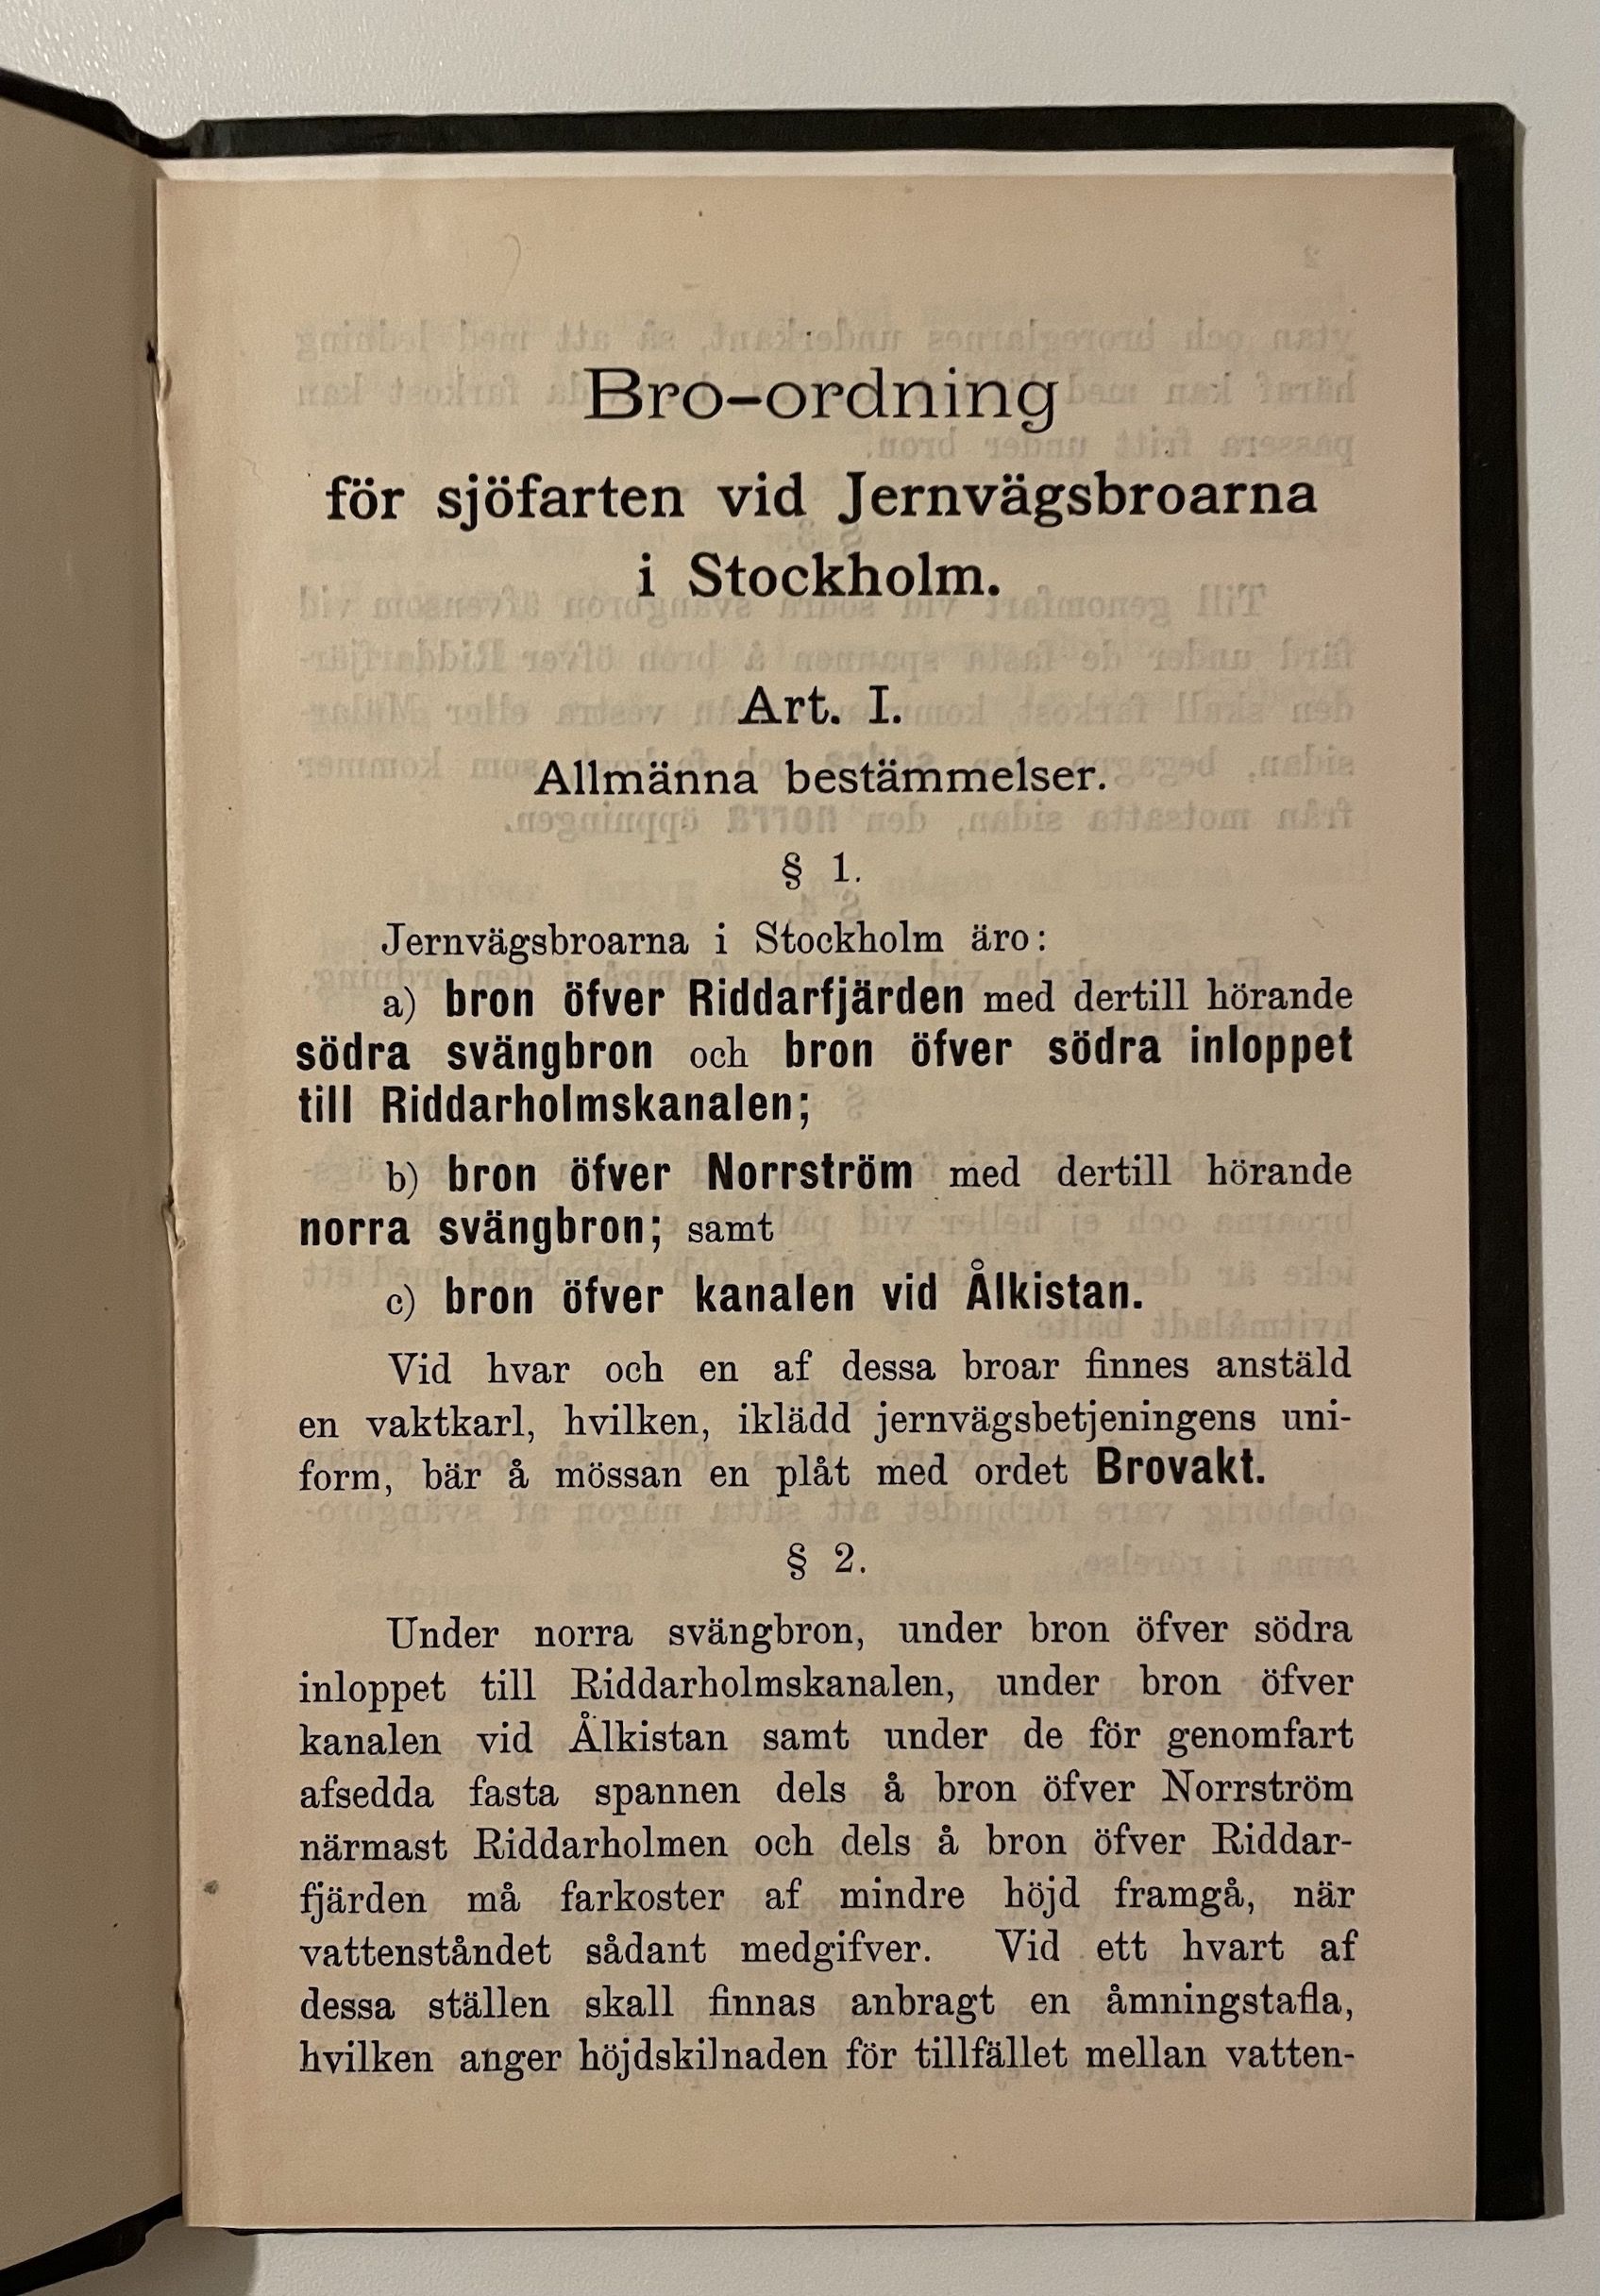 Bro-ordning
för sjöfarten vid Jernvägsbroarna
i Stockholm.
Art. I.
Allmänna bestämmelser.
§ 1.
Jernvägsbroarna i Stockholm äro:
a) bron öfver Riddarfjärden med dertill hörande
södra svängbron och bron öfver södra inloppet
till Riddarholmskanalen;
b) bron öfver Norrström med dertill hörande
norra svängbron; samt
c) bron öfver kanalen vid Ålkistan.
Vid hvar och en af dessa broar finnes anstäld
en vaktkarl, hvilken, iklädd jernvägsbetjeningens uni-
form, bär å mössan en plåt med ordet Brovakt.
§ 2.
Under norra svängbron, under bron öfver södra
inloppet till Riddarholmskanalen, under bron öfver
kanalen vid Ålkistan samt under de för genomfart
afsedda fasta spannen dels å bron öfver Norrström
närmast Riddarholmen och dels å bron öfver Riddar-
fjärden må farkoster af mindre höjd framgå, när
vattenståndet sådant medgifver. Vid ett hvart af
dessa ställen skall finnas anbragt en åmningstafla,
hvilken anger höjdskilnaden för tillfället mellan vatten-